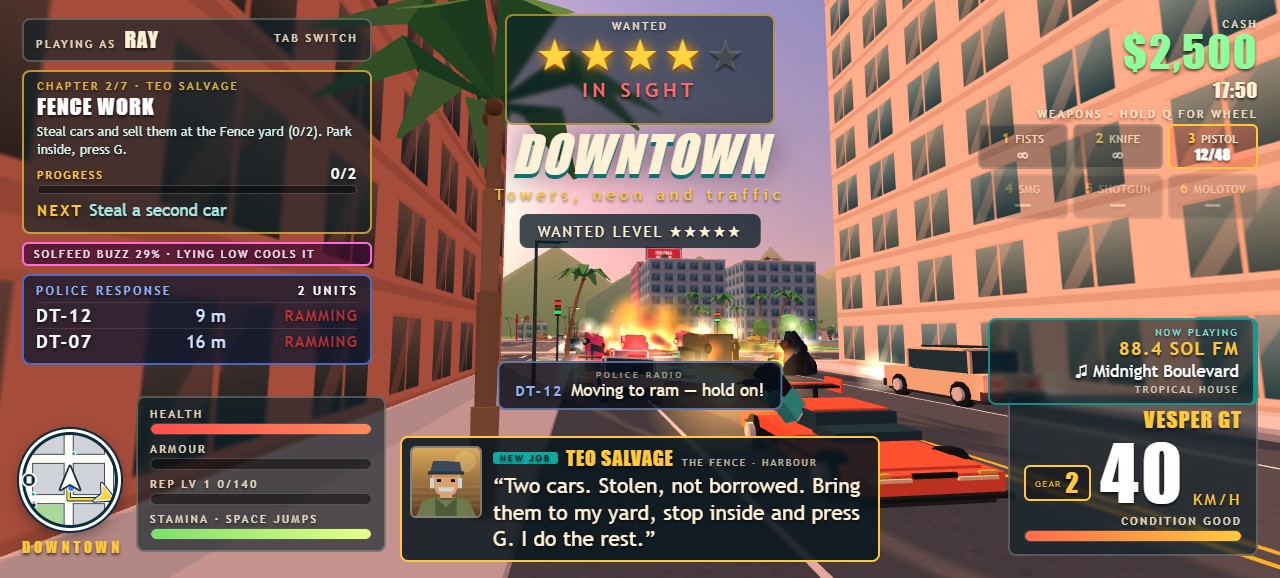 PLAYING AS RAY TAB SWITCH
CHAPTER 2/7 · TEO SALVAGE
FENCE WORK
Steal cars and sell them at the Fence yard (0/2). Park
inside, press G.
PROGRESS 0/2
NEXT Steal a second car
SOLFEED BUZZ 29% · LYING LOW COOLS IT
POLICE RESPONSE 2 UNITS
DT-12 9 m RAMMING
DT-07 16 m RAMMING
HEALTH
ARMOUR
REP LV 1 0/140
STAMINA · SPACE JUMPS
DOWNTOWN
WANTED
★★★★★
IN SIGHT
DOWNTOWN
Towers, neon and traffic
WANTED LEVEL ★★★★★
POLICE RADIO
DT-12 Moving to ram — hold on!
NEW JOB TEO SALVAGE THE FENCE · HARBOUR
“Two cars. Stolen, not borrowed. Bring
them to my yard, stop inside and press
G. I do the rest.”
CASH
$2,500
17:50
WEAPONS · HOLD Q FOR WHEEL
1 FISTS 2 KNIFE 3 PISTOL
∞ ∞ 12/48
4 SMG 5 SHOTGUN 6 MOLOTOV
— — —
NOW PLAYING
88.4 SOL FM
♫ Midnight Boulevard
TROPICAL HOUSE
VESPER GT
GEAR 2 40 KM/H
CONDITION GOOD